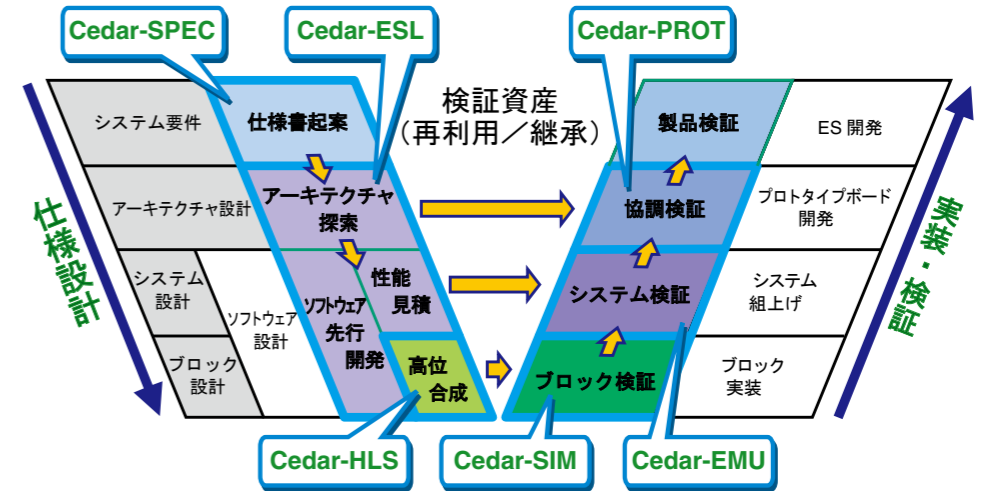 Cedar-SPEC
Cedar-ESL
Cedar-PROT
検証資産
（再利用／継承）
システム要件
仕様書起案
製品検証
ES 開発
アーキテクチャ設計
アーキテクチャ
探索
協調検証
プロトタイプボード
開発
仕様設計
実装・検証
システム
設計
ソフトウェア
設計
ソフトウェア
先行
開発
性能
見積
システム検証
システム
組上げ
ブロック
設計
高位
合成
ブロック検証
ブロック
実装
Cedar-HLS
Cedar-SIM
Cedar-EMU